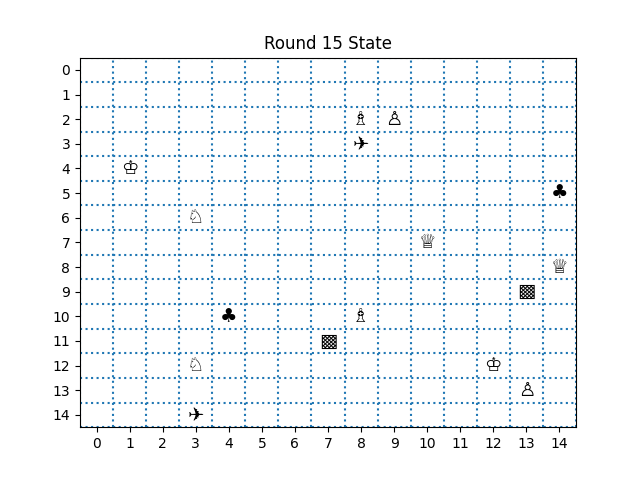 Round 15 State
0
1
2 ♗ ♙
3 ✈
4 ♔
5 ♣
6 ♘
7 ♕
8 ♕
9 ▩
10 ♣ ♗
11 ▩
12 ♘ ♔
13 ♙
14 ✈
0 1 2 3 4 5 6 7 8 9 10 11 12 13 14